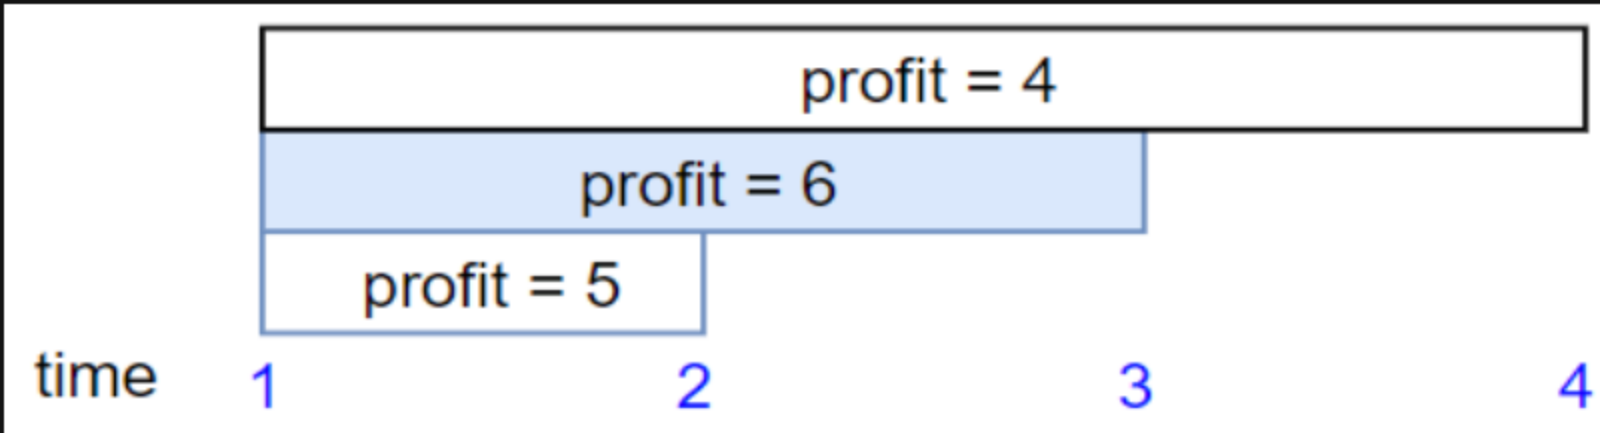 profit = 4
profit = 6
profit = 5
time 1 2 3 4